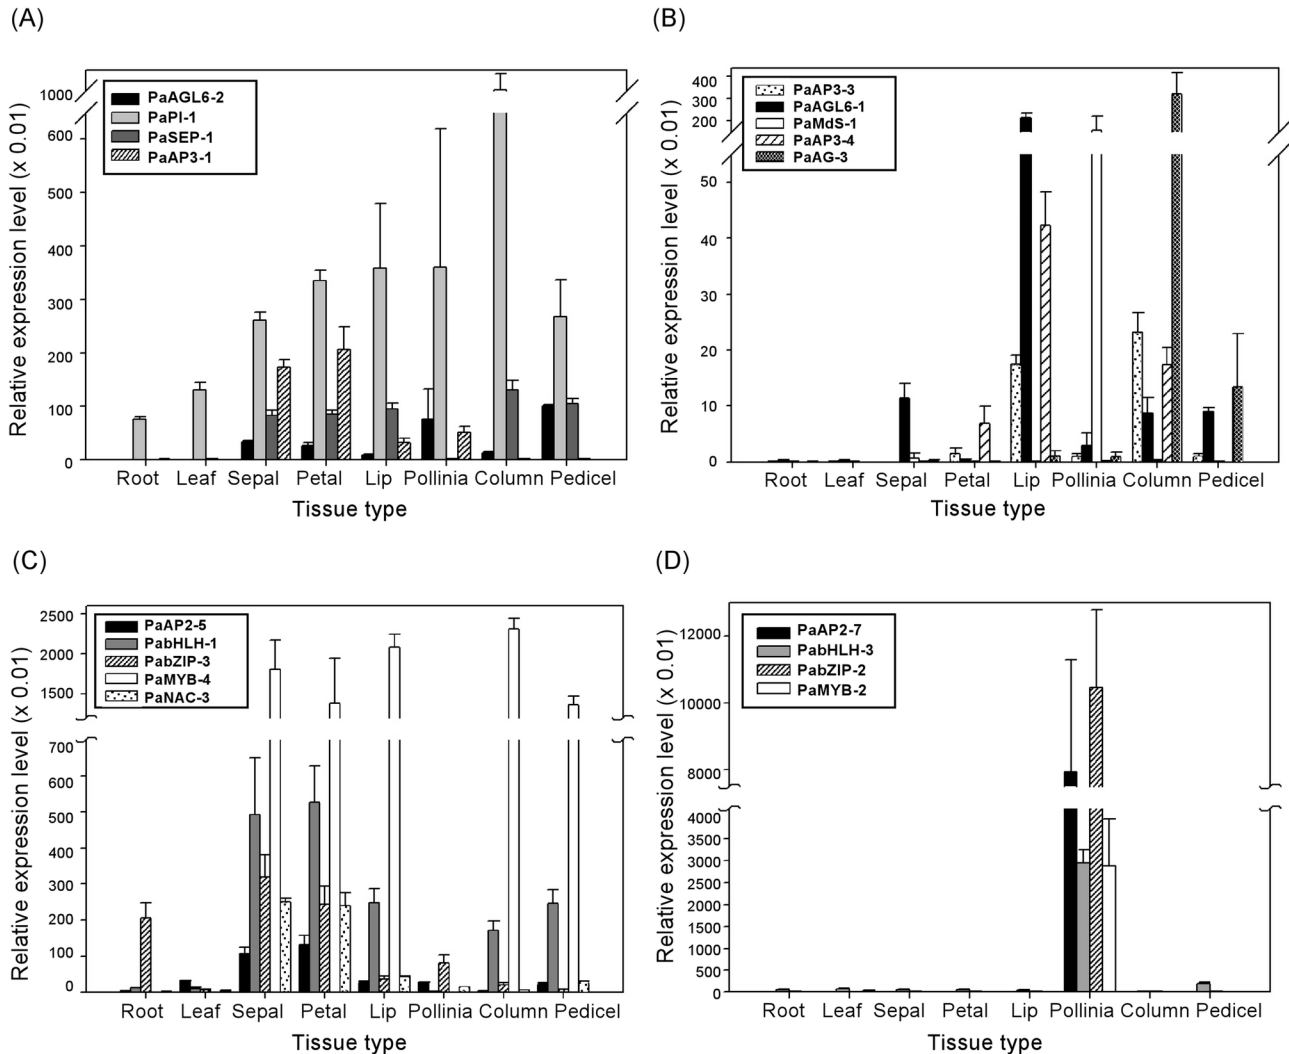 (A)
Relative expression level (x 0.01)
1000
600
500
400
300
200
100
0
PaAGL6-2
PaPI-1
PaSEP-1
PaAP3-1
Root Leaf Sepal Petal Lip Pollinia Column Pedicel
Tissue type
(B)
Relative expression level (x 0.01)
400
300
200
50
40
30
20
10
0
PaAP3-3
PaAGL6-1
PaMdS-1
PaAP3-4
PaAG-3
Root Leaf Sepal Petal Lip Pollinia Column Pedicel
Tissue type
(C)
Relative expression level (x 0.01)
2500
2000
1500
700
600
500
400
300
200
100
0
PaAP2-5
PabHLH-1
PabZIP-3
PaMYB-4
PaNAC-3
Root Leaf Sepal Petal Lip Pollinia Column Pedicel
Tissue type
(D)
Relative expression level (x 0.01)
12000
10000
8000
4000
3500
3000
2500
2000
1500
1000
500
0
PaAP2-7
PabHLH-3
PabZIP-2
PaMYB-2
Root Leaf Sepal Petal Lip Pollinia Column Pedicel
Tissue type